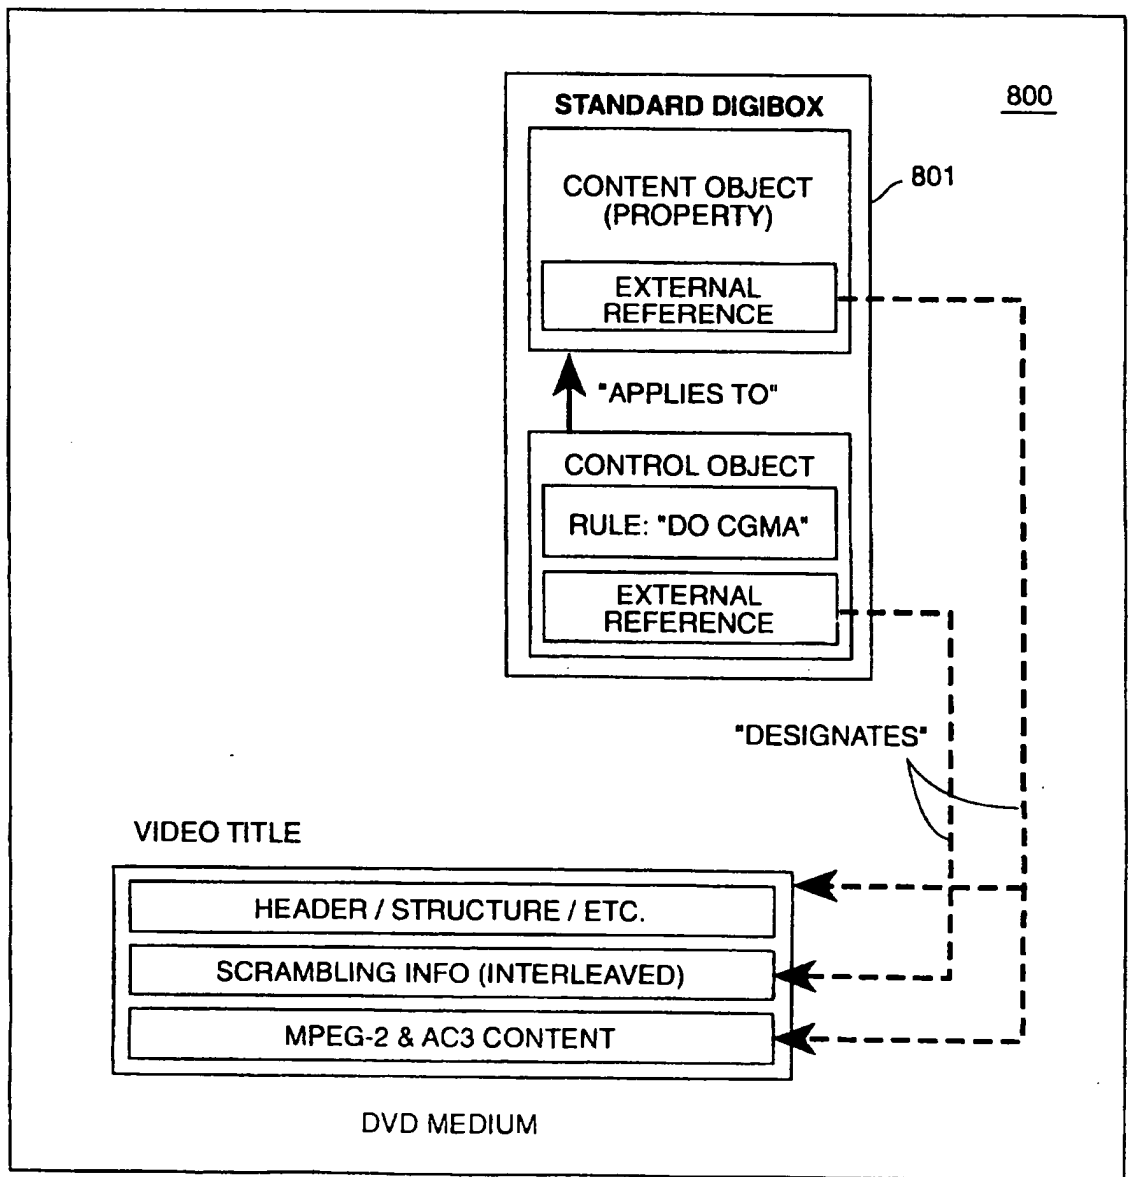 800
STANDARD DIGIBOX
801
CONTENT OBJECT
(PROPERTY)
EXTERNAL
REFERENCE
"APPLIES TO"
CONTROL OBJECT
RULE: "DO CGMA"
EXTERNAL
REFERENCE
"DESIGNATES"
VIDEO TITLE
HEADER / STRUCTURE / ETC.
SCRAMBLING INFO (INTERLEAVED)
MPEG-2 & AC3 CONTENT
DVD MEDIUM